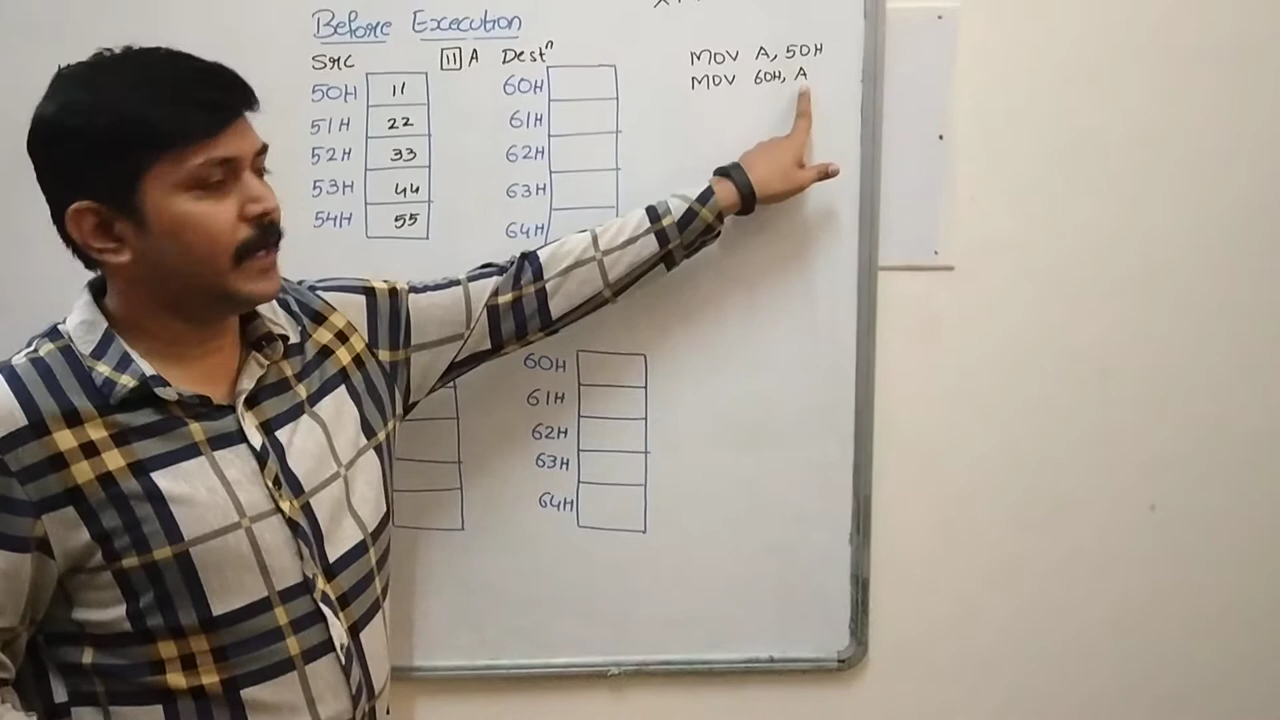 Before Execution
Src
11 A
Destⁿ
50H 11
51H 22
52H 33
53H 44
54H 55
60H
61H
62H
63H
64H
MOV A, 50H
MOV 60H, A
60H
61H
62H
63H
64H